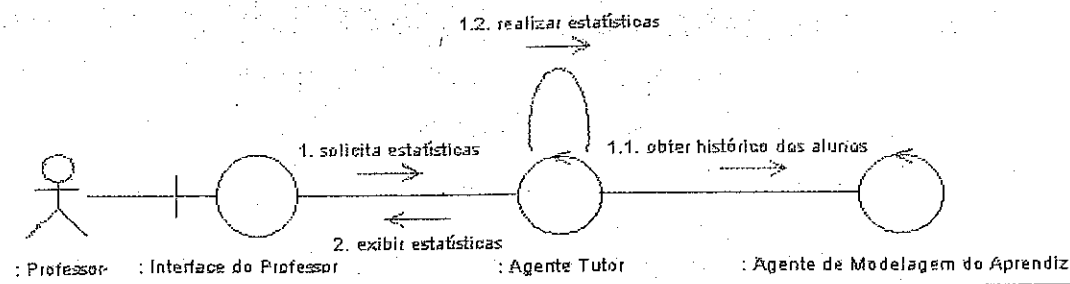 1.2. realizar estatísticas
1. solicita estatísticas
1.1. obter histórico dos alunos
2. exibir estatísticas
: Professor
: Interface do Professor
: Agente Tutor
: Agente de Modelagem do Aprendiz